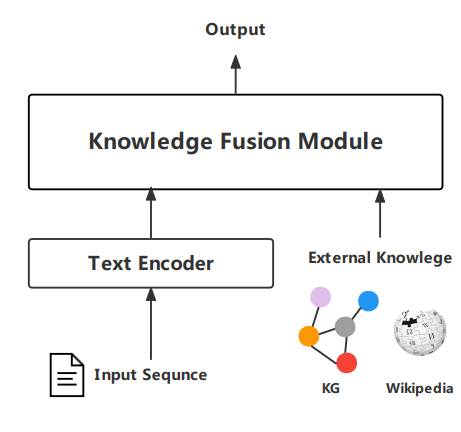 Output
Knowledge Fusion Module
Text Encoder
External Knowlege
Input Sequnce
KG
Wikipedia